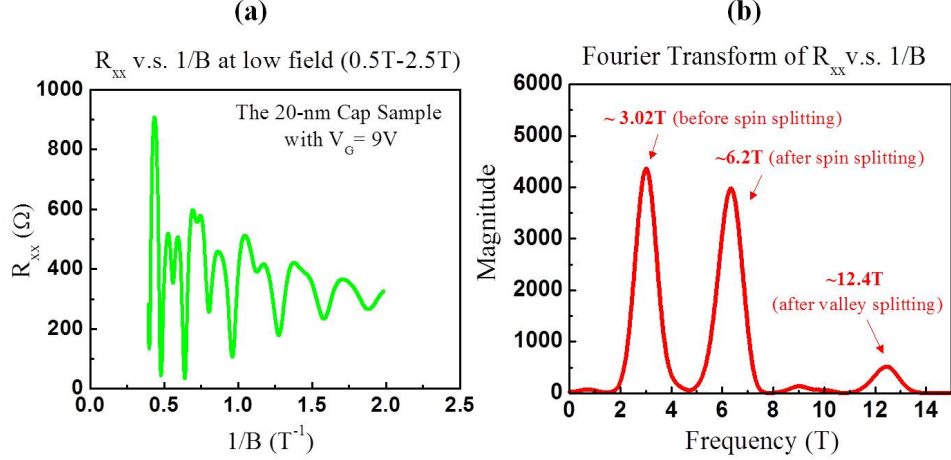 (a)
R_xx v.s. 1/B at low field (0.5T-2.5T)
The 20-nm Cap Sample
with V_G= 9V
1000
800
600
400
200
0
R_xx (Ω)
0.0 0.5 1.0 1.5 2.0 2.5
1/B (T^-1)
(b)
Fourier Transform of R_xx v.s. 1/B
~ 3.02T (before spin splitting)
~6.2T (after spin splitting)
~12.4T
(after valley splitting)
6000
5000
4000
3000
2000
1000
0
Magnitude
0 2 4 6 8 10 12 14
Frequency (T)